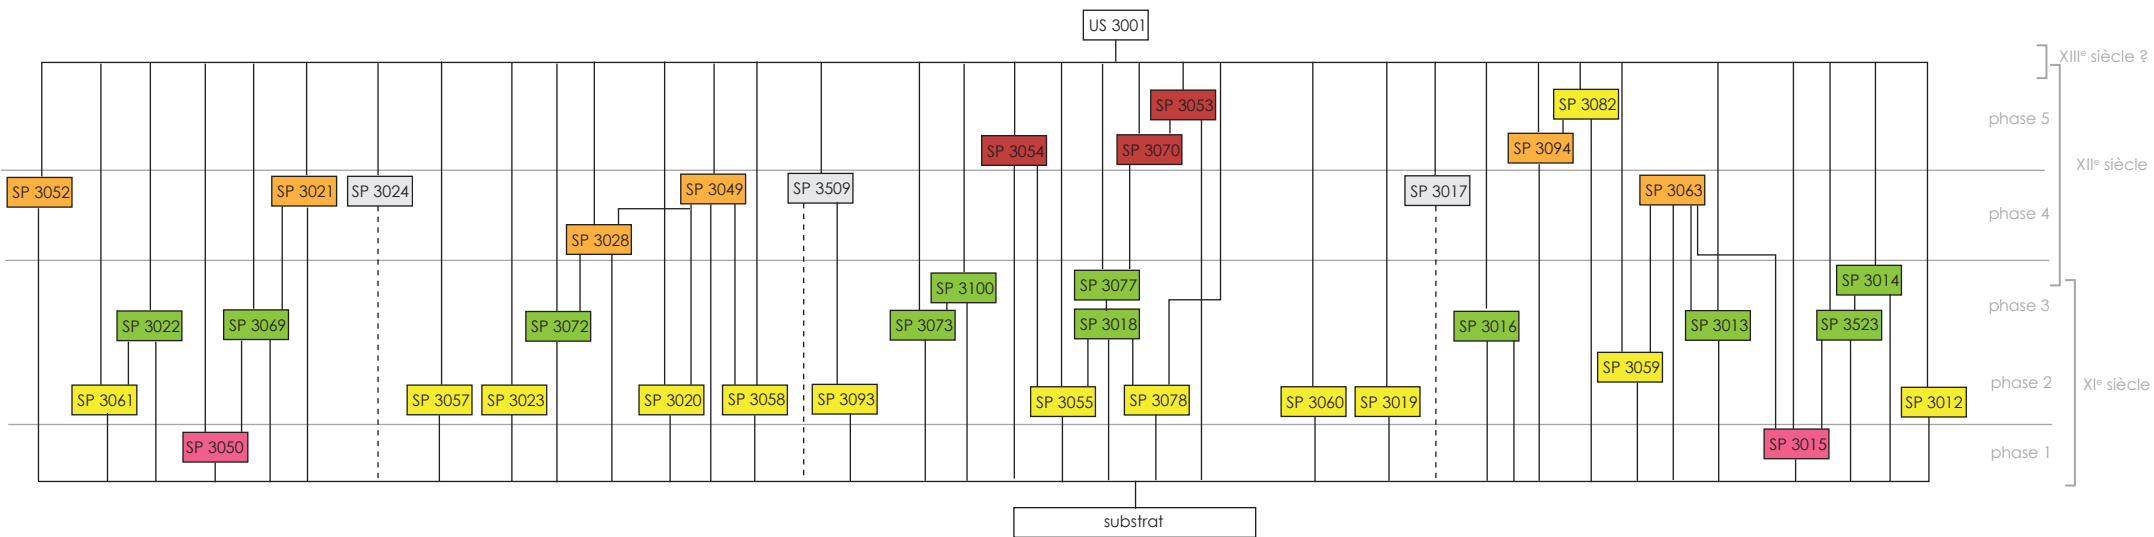 US 3001
XIIIᵉ siècle ?
SP 3082
SP 3053
phase 5
SP 3094
SP 3054
SP 3070
XIIᵉ siècle
SP 3052
SP 3021
SP 3024
SP 3049
SP 3509
SP 3017
SP 3063
phase 4
SP 3028
SP 3014
SP 3077
SP 3100
phase 3
SP 3022
SP 3069
SP 3072
SP 3073
SP 3018
SP 3016
SP 3013
SP 3523
SP 3059
phase 2
XIᵉ siècle
SP 3061
SP 3057
SP 3023
SP 3020
SP 3058
SP 3093
SP 3055
SP 3078
SP 3060
SP 3019
SP 3012
SP 3050
SP 3015
phase 1
substrat